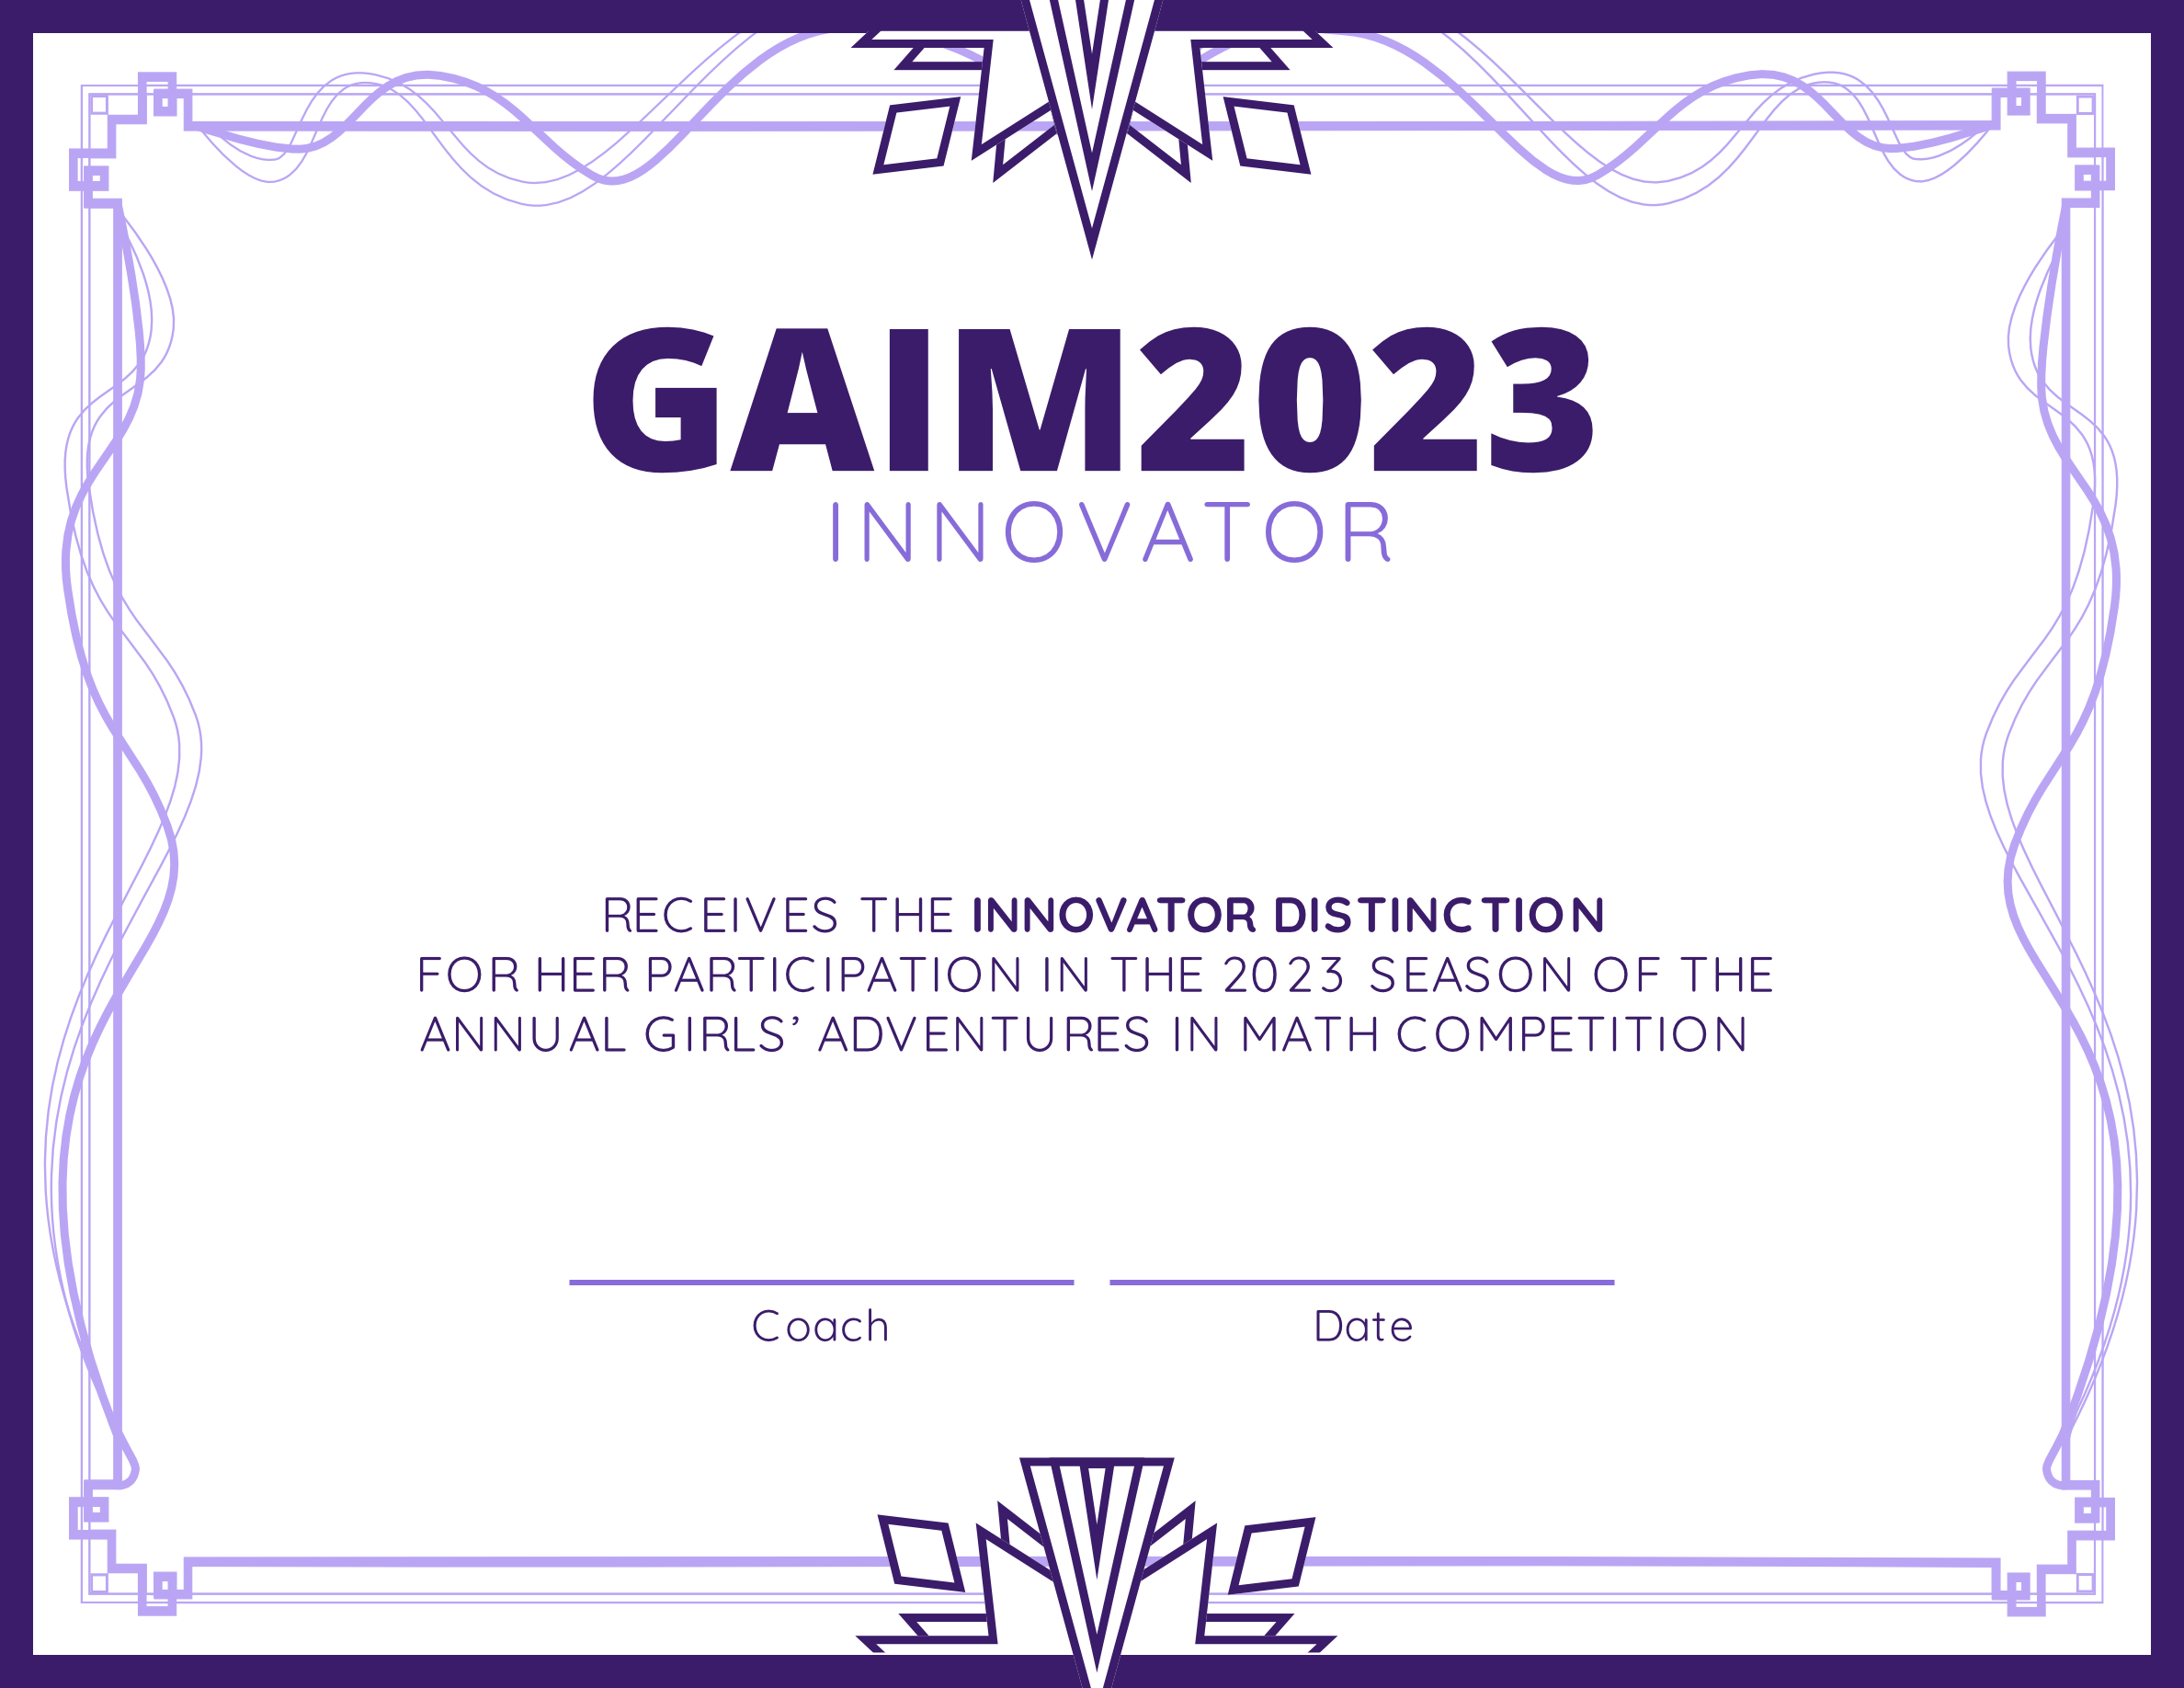 GAIM2023
INNOVATOR
RECEIVES THE INNOVATOR DISTINCTION
FOR HER PARTICIPATION IN THE 2023 SEASON OF THE
ANNUAL GIRLS’ ADVENTURES IN MATH COMPETITION
Coach Date